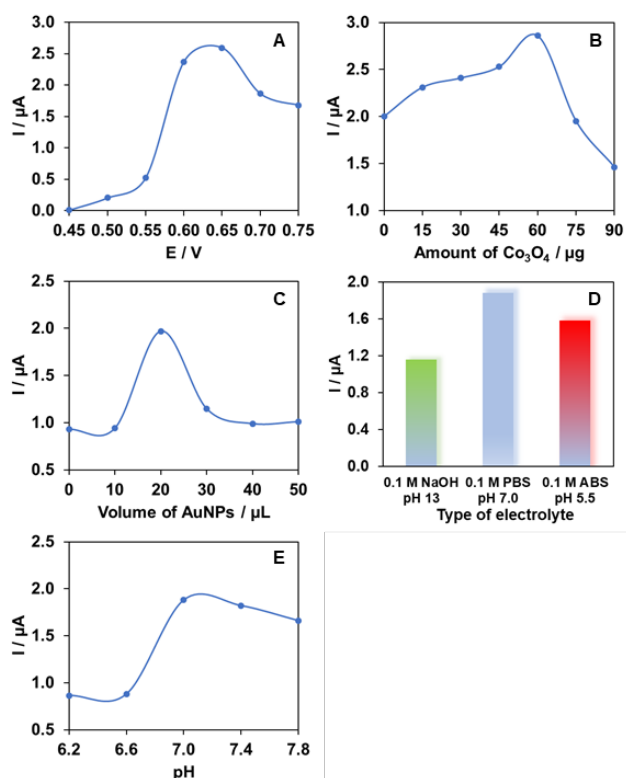 A
I / µA
3.0
2.5
2.0
1.5
1.0
0.5
0.0
0.45 0.50 0.55 0.60 0.65 0.70 0.75
E / V
B
I / µA
3.0
2.5
2.0
1.5
1.0
0 15 30 45 60 75 90
Amount of Co₃O₄ / µg
C
I / µA
2.5
2.0
1.5
1.0
0.5
0 10 20 30 40 50
Volume of AuNPs / µL
D
I / µA
2.0
1.6
1.2
0.8
0.4
0.0
0.1 M NaOH 0.1 M PBS 0.1 M ABS
pH 13 pH 7.0 pH 5.5
Type of electrolyte
E
I / µA
2.5
2.0
1.5
1.0
0.5
6.2 6.6 7.0 7.4 7.8
pH